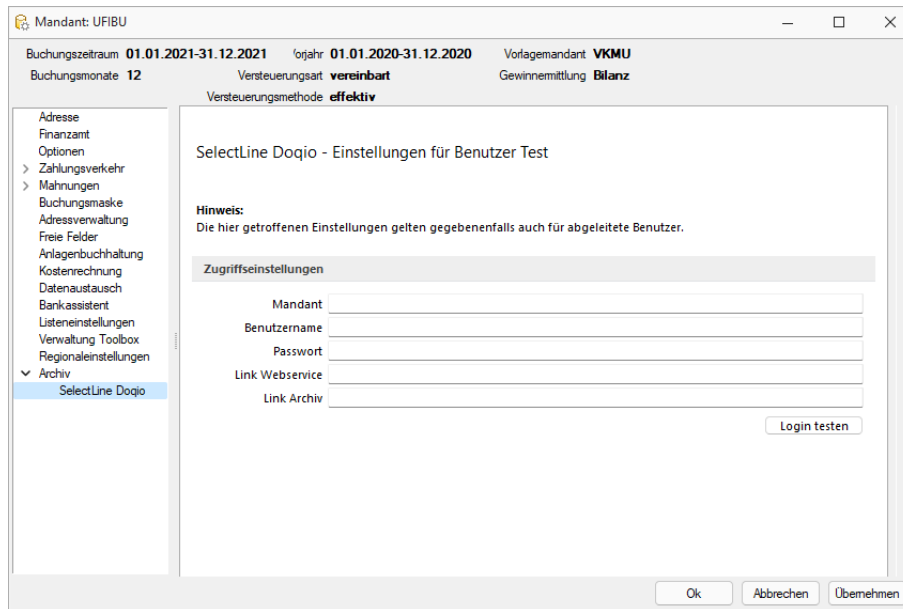 Mandant: UFIBU
Buchungszeitraum 01.01.2021-31.12.2021 Vorjahr 01.01.2020-31.12.2020 Vorlagemandant VKMU
Buchungsmonate 12 Versteuerungsart vereinbart Gewinnermittlung Bilanz
Versteuerungsmethode effektiv
Adresse
Finanzamt
Optionen
Zahlungsverkehr
Mahnungen
Buchungsmaske
Adressverwaltung
Freie Felder
Anlagenbuchhaltung
Kostenrechnung
Datenaustausch
Bankassistent
Listeneinstellungen
Verwaltung Toolbox
Regionaleinstellungen
Archiv
SelectLine Doqio
SelectLine Doqio - Einstellungen für Benutzer Test
Hinweis:
Die hier getroffenen Einstellungen gelten gegebenenfalls auch für abgeleitete Benutzer.
Zugriffseinstellungen
Mandant
Benutzername
Passwort
Link Webservice
Link Archiv
Login testen
Ok Abbrechen Übernehmen